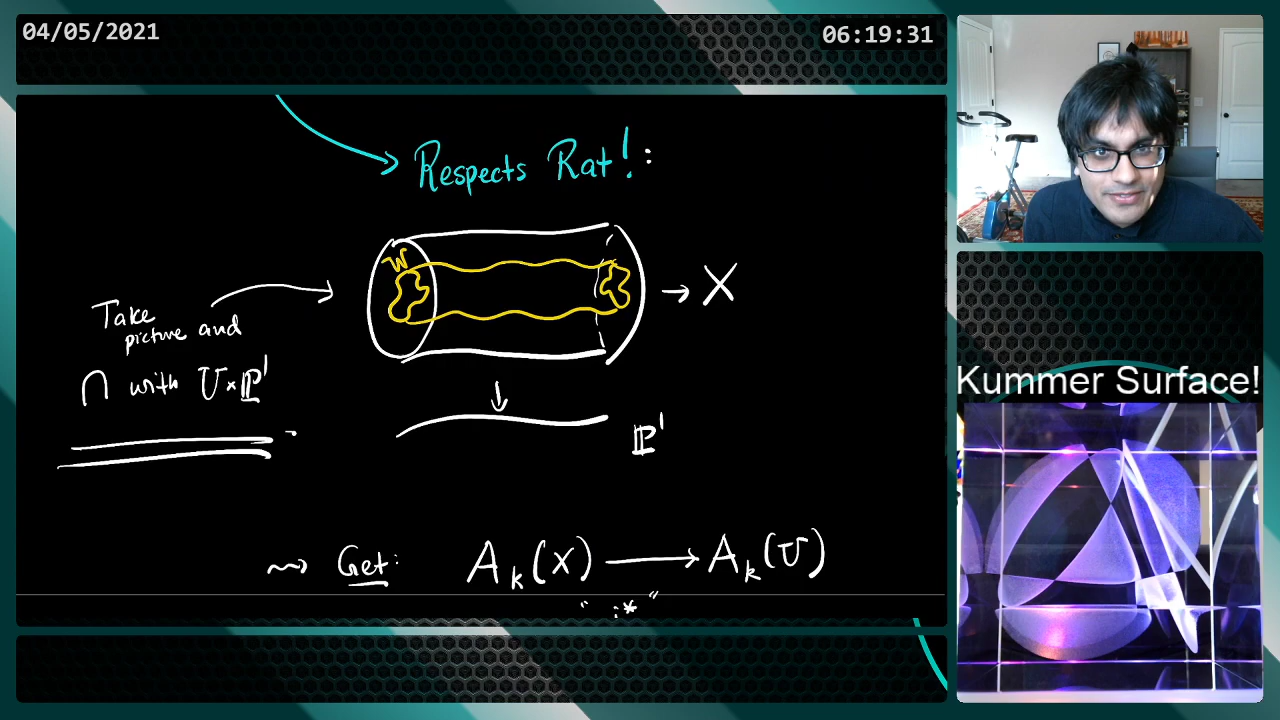 04/05/2021
06:19:31
Respects Rat!:
W
→ X
Take
picture and
∩ with U×ℙ¹
ℙ¹
⇝ Get: A_k(X) ⟶ A_k(U)
" i* "
Kummer Surface!